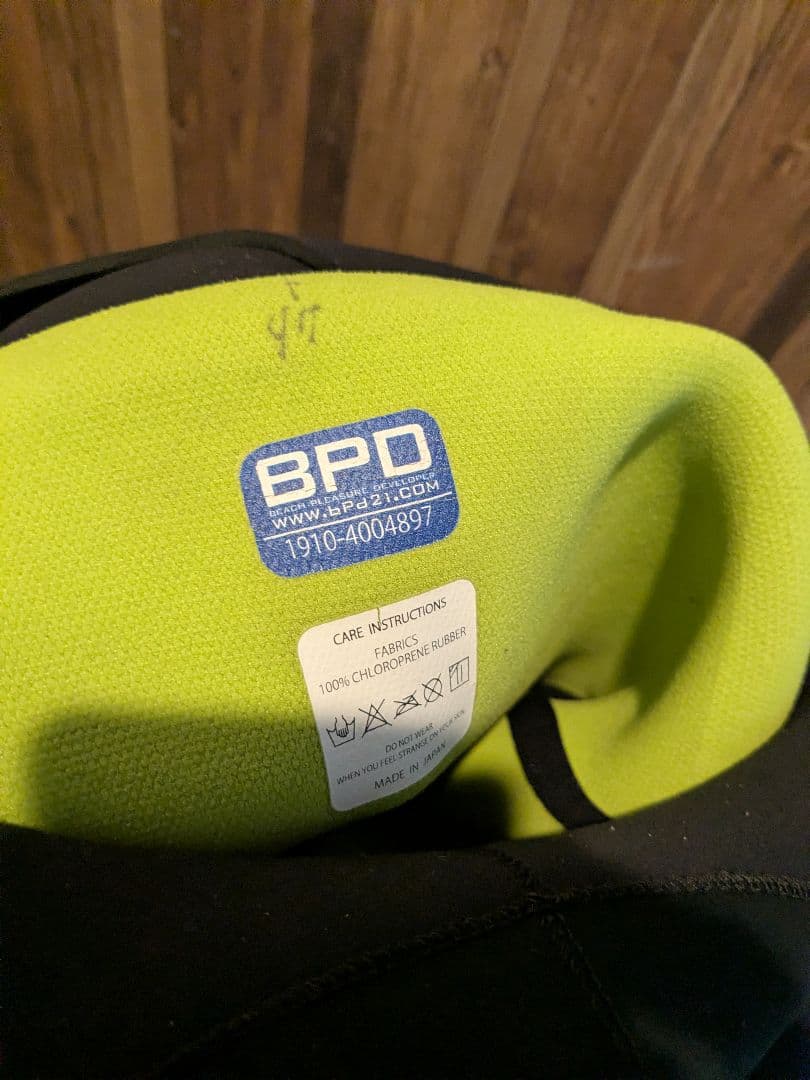 BPD
BEACH PLEASURE DEVELOPER
www.bpd21.com
1910-4004897
CARE INSTRUCTIONS
FABRICS
100% CHLOROPRENE RUBBER
DO NOT WEAR
WHEN YOU FEEL STRANGE ON YOUR SKIN
MADE IN JAPAN